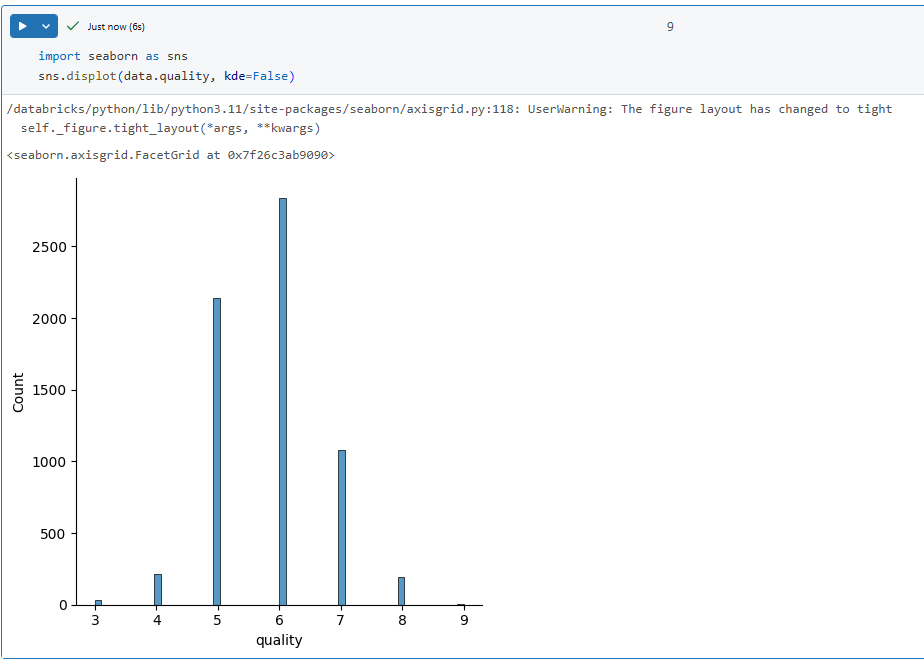 Just now (6s)
9
import seaborn as sns
sns.displot(data.quality, kde=False)
/databricks/python/lib/python3.11/site-packages/seaborn/axisgrid.py:118: UserWarning: The figure layout has changed to tight
self._figure.tight_layout(*args, **kwargs)
<seaborn.axisgrid.FacetGrid at 0x7f26c3ab9090>
2500
2000
1500
1000
500
0
Count
3 4 5 6 7 8 9
quality